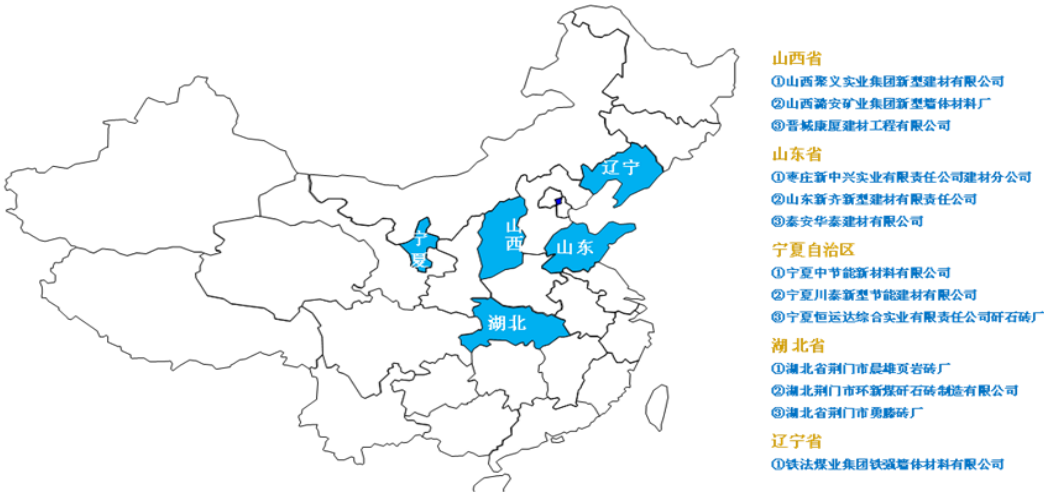 辽宁
山西
宁夏
山东
湖北
山西省
①山西聚义实业集团新型建材有限公司
②山西潞安矿业集团新型墙体材料厂
③晋城康厦建材工程有限公司
山东省
①枣庄新中兴实业有限责任公司建材分公司
②山东新齐新型建材有限责任公司
③泰安华泰建材有限公司
宁夏自治区
①宁夏中节能新材料有限公司
②宁夏川泰新型节能建材有限公司
③宁夏恒运达综合实业有限责任公司矸石砖厂
湖北省
①湖北省荆门市晨雄页岩砖厂
②湖北荆门市环新煤矸石砖制造有限公司
③湖北省荆门市勇滕砖厂
辽宁省
①铁法煤业集团铁强墙体材料有限公司